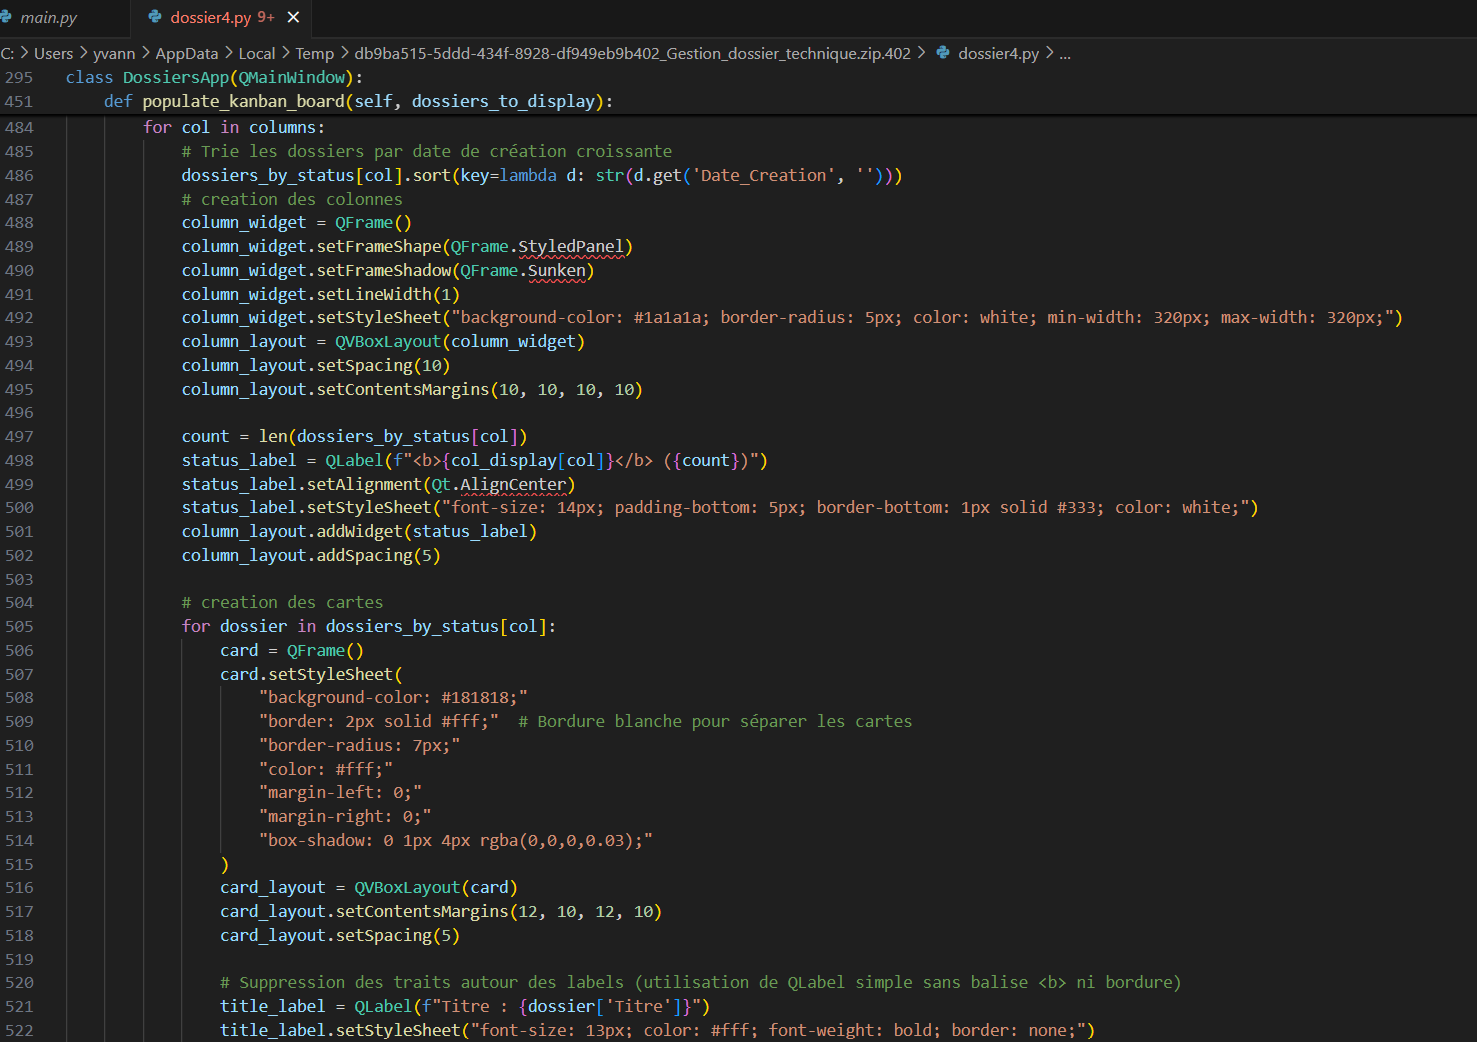 main.py
dossier4.py 9+
C: > Users > yvann > AppData > Local > Temp > db9ba515-5ddd-434f-8928-df949eb9b402_Gestion_dossier_technique.zip.402 > dossier4.py > ...
295 class DossiersApp(QMainWindow):
451     def populate_kanban_board(self, dossiers_to_display):
484         for col in columns:
485             # Trie les dossiers par date de création croissante
486             dossiers_by_status[col].sort(key=lambda d: str(d.get('Date_Creation', '')))
487             # creation des colonnes
488             column_widget = QFrame()
489             column_widget.setFrameShape(QFrame.StyledPanel)
490             column_widget.setFrameShadow(QFrame.Sunken)
491             column_widget.setLineWidth(1)
492             column_widget.setStyleSheet("background-color: #1a1a1a; border-radius: 5px; color: white; min-width: 320px; max-width: 320px;")
493             column_layout = QVBoxLayout(column_widget)
494             column_layout.setSpacing(10)
495             column_layout.setContentsMargins(10, 10, 10, 10)
496
497             count = len(dossiers_by_status[col])
498             status_label = QLabel(f"<b>{col_display[col]}</b> ({count})")
499             status_label.setAlignment(Qt.AlignCenter)
500             status_label.setStyleSheet("font-size: 14px; padding-bottom: 5px; border-bottom: 1px solid #333; color: white;")
501             column_layout.addWidget(status_label)
502             column_layout.addSpacing(5)
503
504             # creation des cartes
505             for dossier in dossiers_by_status[col]:
506                 card = QFrame()
507                 card.setStyleSheet(
508                     "background-color: #181818;"
509                     "border: 2px solid #fff;"  # Bordure blanche pour séparer les cartes
510                     "border-radius: 7px;"
511                     "color: #fff;"
512                     "margin-left: 0;"
513                     "margin-right: 0;"
514                     "box-shadow: 0 1px 4px rgba(0,0,0,0.03);"
515                 )
516                 card_layout = QVBoxLayout(card)
517                 card_layout.setContentsMargins(12, 10, 12, 10)
518                 card_layout.setSpacing(5)
519
520                 # Suppression des traits autour des labels (utilisation de QLabel simple sans balise <b> ni bordure)
521                 title_label = QLabel(f"Titre : {dossier['Titre']}")
522                 title_label.setStyleSheet("font-size: 13px; color: #fff; font-weight: bold; border: none;")